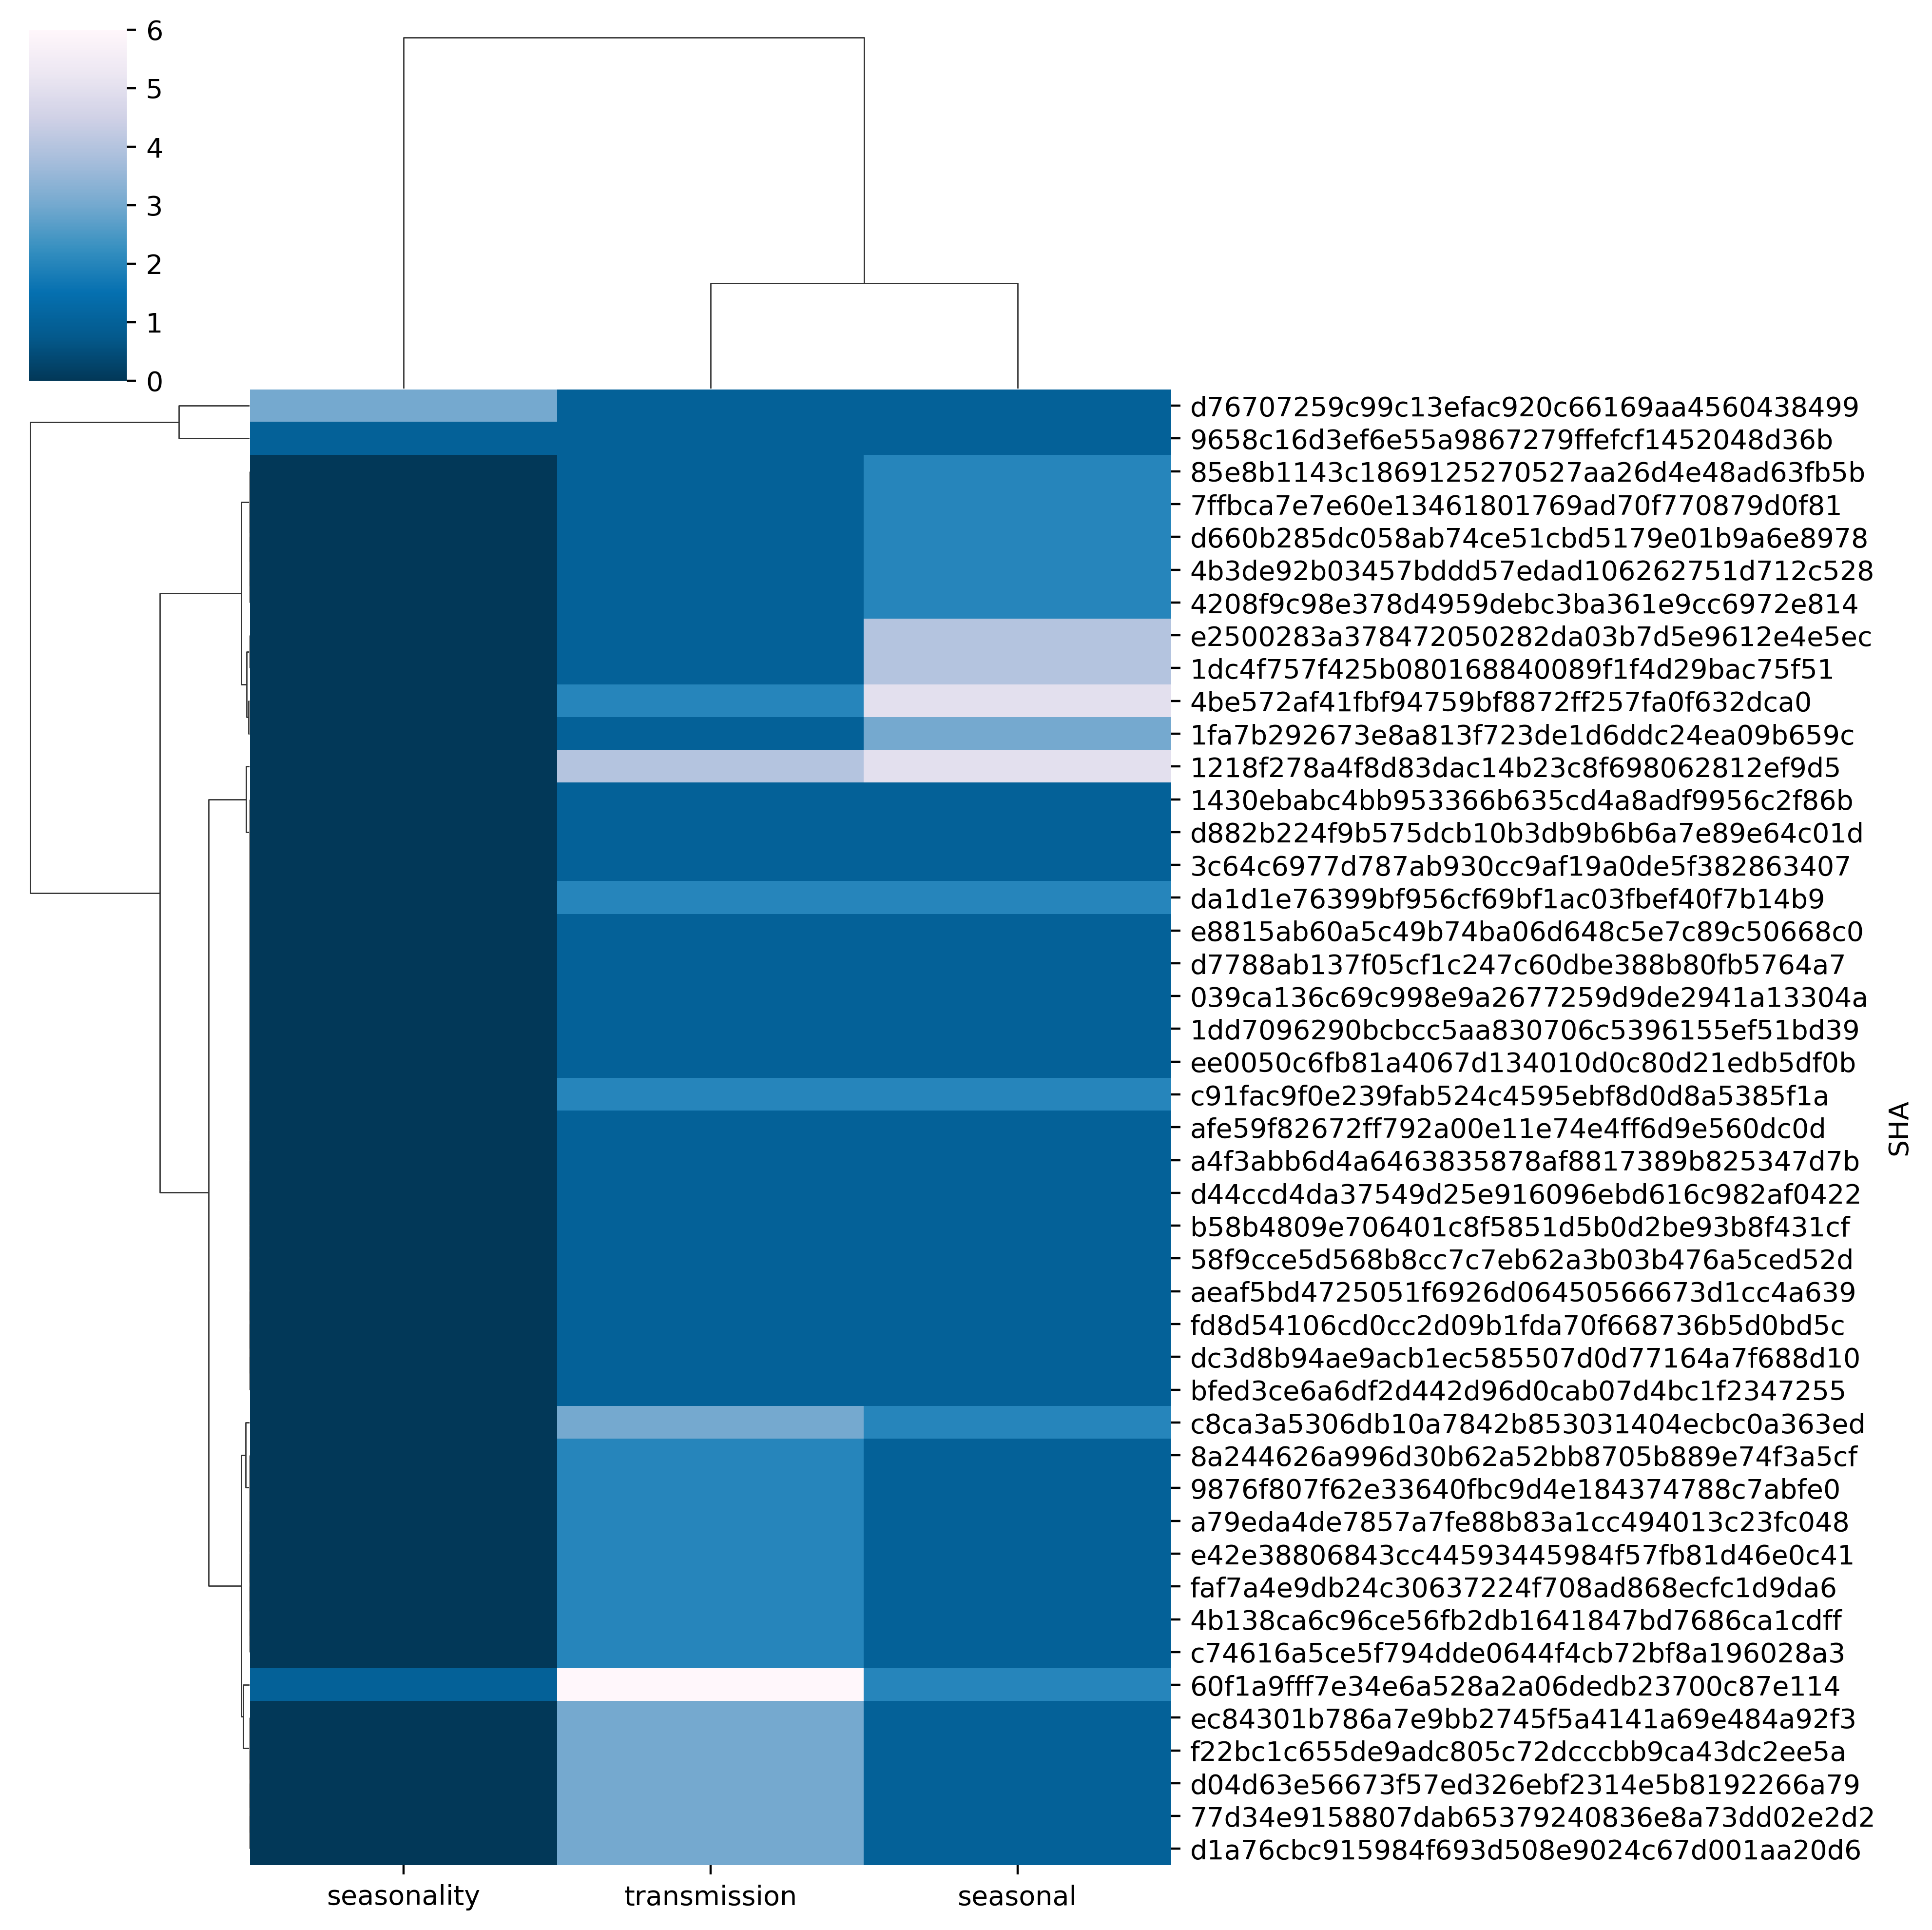 6
5
4
3
2
1
0
d76707259c99c13efac920c66169aa4560438499
9658c16d3ef6e55a9867279ffefcf1452048d36b
85e8b1143c1869125270527aa26d4e48ad63fb5b
7ffbca7e7e60e13461801769ad70f770879d0f81
d660b285dc058ab74ce51cbd5179e01b9a6e8978
4b3de92b03457bddd57edad106262751d712c528
4208f9c98e378d4959debc3ba361e9cc6972e814
e2500283a378472050282da03b7d5e9612e4e5ec
1dc4f757f425b080168840089f1f4d29bac75f51
4be572af41fbf94759bf8872ff257fa0f632dca0
1fa7b292673e8a813f723de1d6ddc24ea09b659c
1218f278a4f8d83dac14b23c8f698062812ef9d5
1430ebabc4bb953366b635cd4a8adf9956c2f86b
d882b224f9b575dcb10b3db9b6b6a7e89e64c01d
3c64c6977d787ab930cc9af19a0de5f382863407
da1d1e76399bf956cf69bf1ac03fbef40f7b14b9
e8815ab60a5c49b74ba06d648c5e7c89c50668c0
d7788ab137f05cf1c247c60dbe388b80fb5764a7
039ca136c69c998e9a2677259d9de2941a13304a
1dd7096290bcbcc5aa830706c5396155ef51bd39
ee0050c6fb81a4067d134010d0c80d21edb5df0b
c91fac9f0e239fab524c4595ebf8d0d8a5385f1a
afe59f82672ff792a00e11e74e4ff6d9e560dc0d
a4f3abb6d4a6463835878af8817389b825347d7b
d44ccd4da37549d25e916096ebd616c982af0422
b58b4809e706401c8f5851d5b0d2be93b8f431cf
58f9cce5d568b8cc7c7eb62a3b03b476a5ced52d
aeaf5bd4725051f6926d06450566673d1cc4a639
fd8d54106cd0cc2d09b1fda70f668736b5d0bd5c
dc3d8b94ae9acb1ec585507d0d77164a7f688d10
bfed3ce6a6df2d442d96d0cab07d4bc1f2347255
c8ca3a5306db10a7842b853031404ecbc0a363ed
8a244626a996d30b62a52bb8705b889e74f3a5cf
9876f807f62e33640fbc9d4e184374788c7abfe0
a79eda4de7857a7fe88b83a1cc494013c23fc048
e42e38806843cc44593445984f57fb81d46e0c41
faf7a4e9db24c30637224f708ad868ecfc1d9da6
4b138ca6c96ce56fb2db1641847bd7686ca1cdff
c74616a5ce5f794dde0644f4cb72bf8a196028a3
60f1a9fff7e34e6a528a2a06dedb23700c87e114
ec84301b786a7e9bb2745f5a4141a69e484a92f3
f22bc1c655de9adc805c72dcccbb9ca43dc2ee5a
d04d63e56673f57ed326ebf2314e5b8192266a79
77d34e9158807dab65379240836e8a73dd02e2d2
d1a76cbc915984f693d508e9024c67d001aa20d6
SHA
seasonality
transmission
seasonal